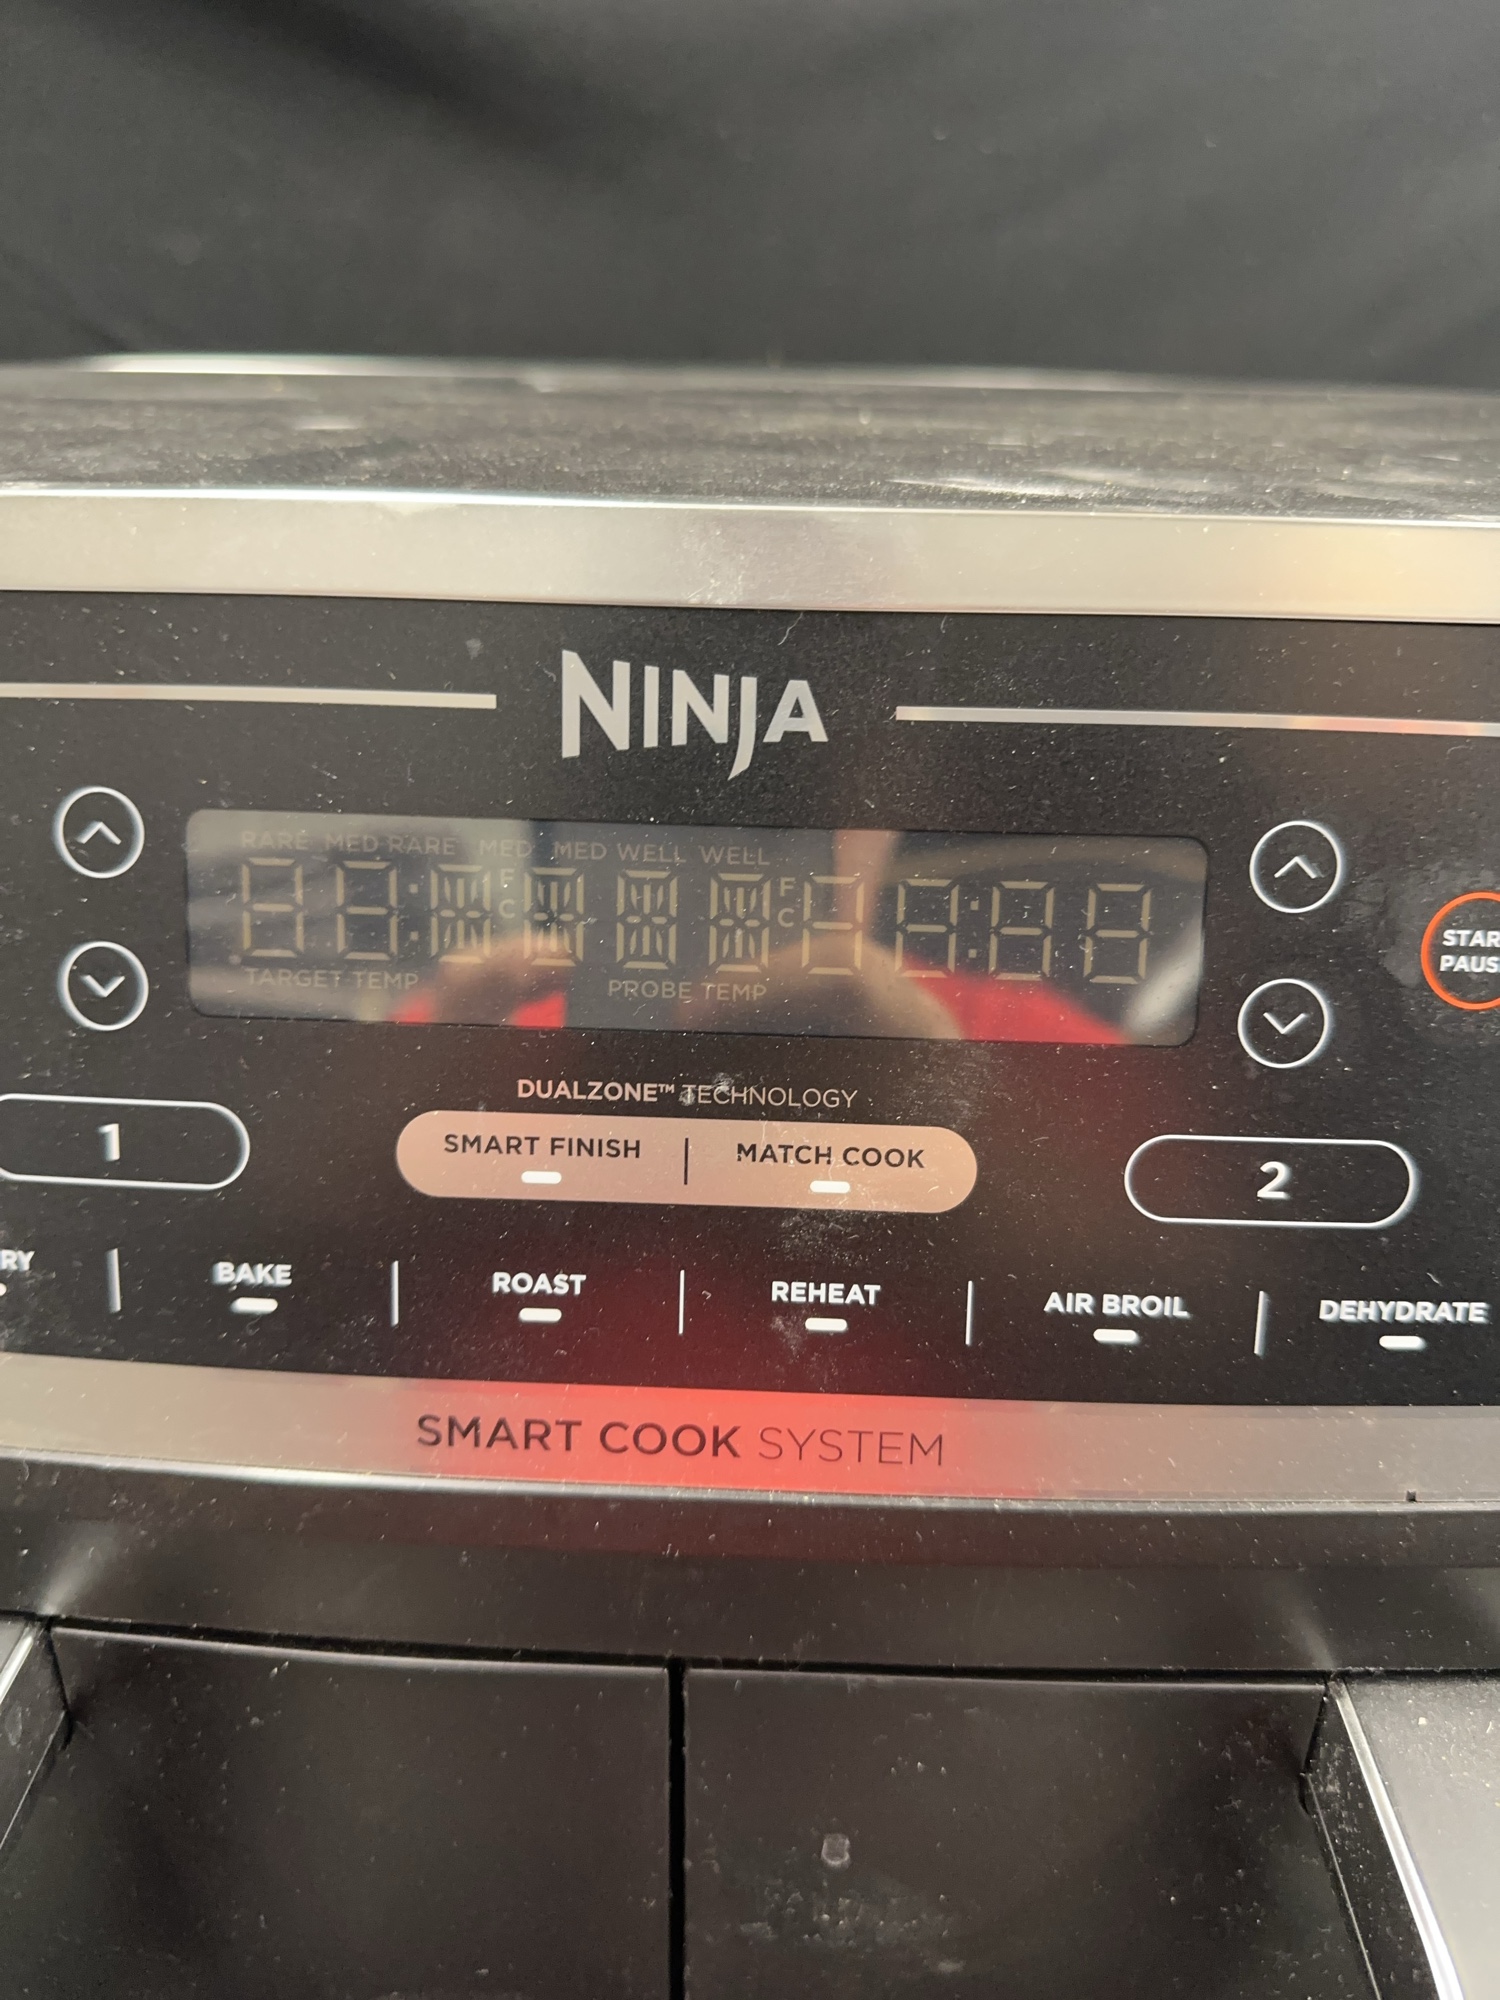 NINJA
RARE MED RARE MED MED WELL WELL
F
C
F
C
TARGET TEMP PROBE TEMP
STAR
PAUS
DUALZONE™ TECHNOLOGY
1 SMART FINISH | MATCH COOK 2
RY | BAKE | ROAST | REHEAT | AIR BROIL | DEHYDRATE
SMART COOK SYSTEM